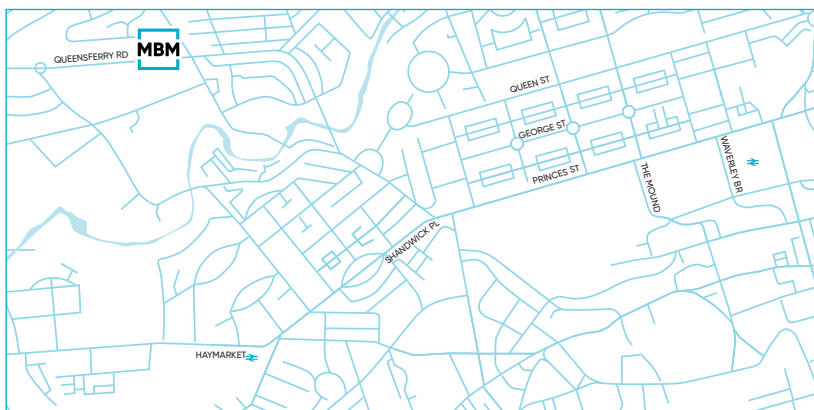 QUEENSFERRY RD
MBM
QUEEN ST
GEORGE ST
PRINCES ST
THE MOUND
WAVERLEY BR
SHANDWICK PL
HAYMARKET